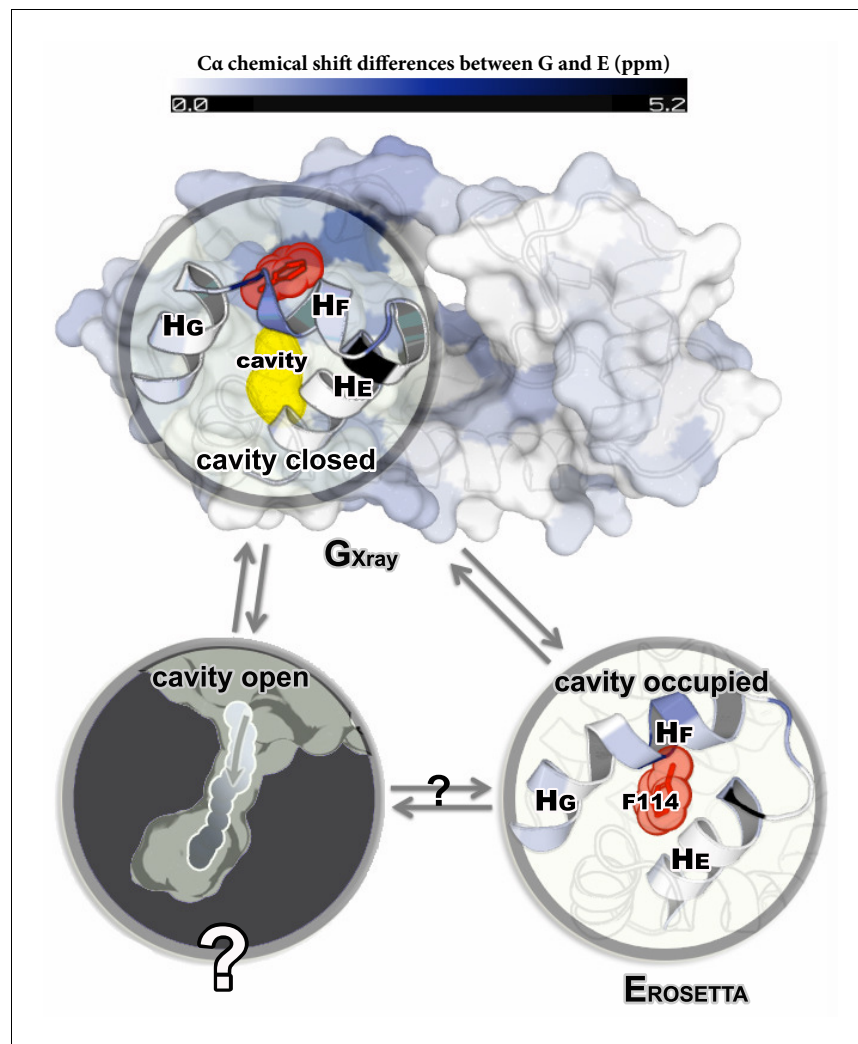 Cα chemical shift differences between G and E (ppm)
0.0 5.2
HG
HF
cavity
HE
cavity closed
GXray
cavity open
cavity occupied
HF
?
HG
F114
HE
?
EROSETTA